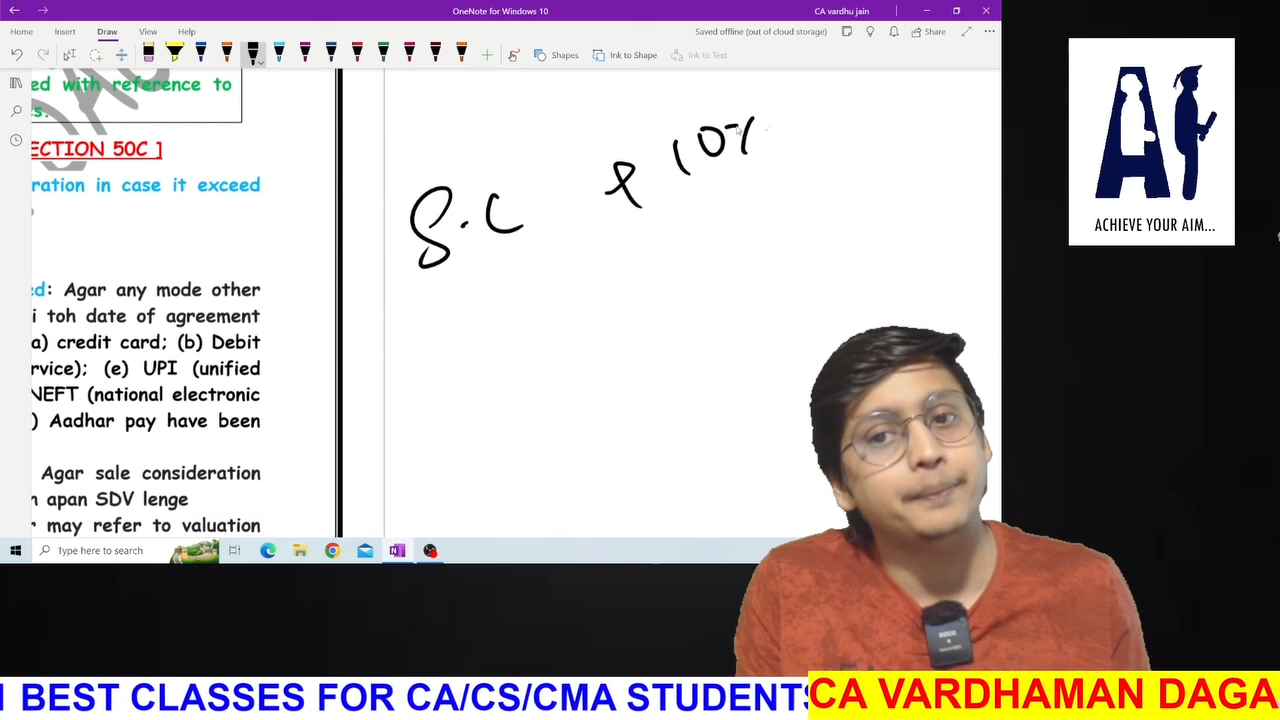 CA vardhu jain
OneNote for Windows 10
Home Insert Draw View Help
Saved offline (out of cloud storage)
Share
Shapes
Ink to Shape
Ink to Text
ed with reference to
s.
ECTION 50C ]
ration in case it exceed
ed: Agar any mode other
i toh date of agreement
a) credit card; (b) Debit
rvice); (e) UPI (unified
NEFT (national electronic
) Aadhar pay have been
Agar sale consideration
n apan SDV lenge
r may refer to valuation
S.C + 10%
Type here to search
AI
ACHIEVE YOUR AIM...
1 BEST CLASSES FOR CA/CS/CMA STUDENTS
CA VARDHAMAN DAGA